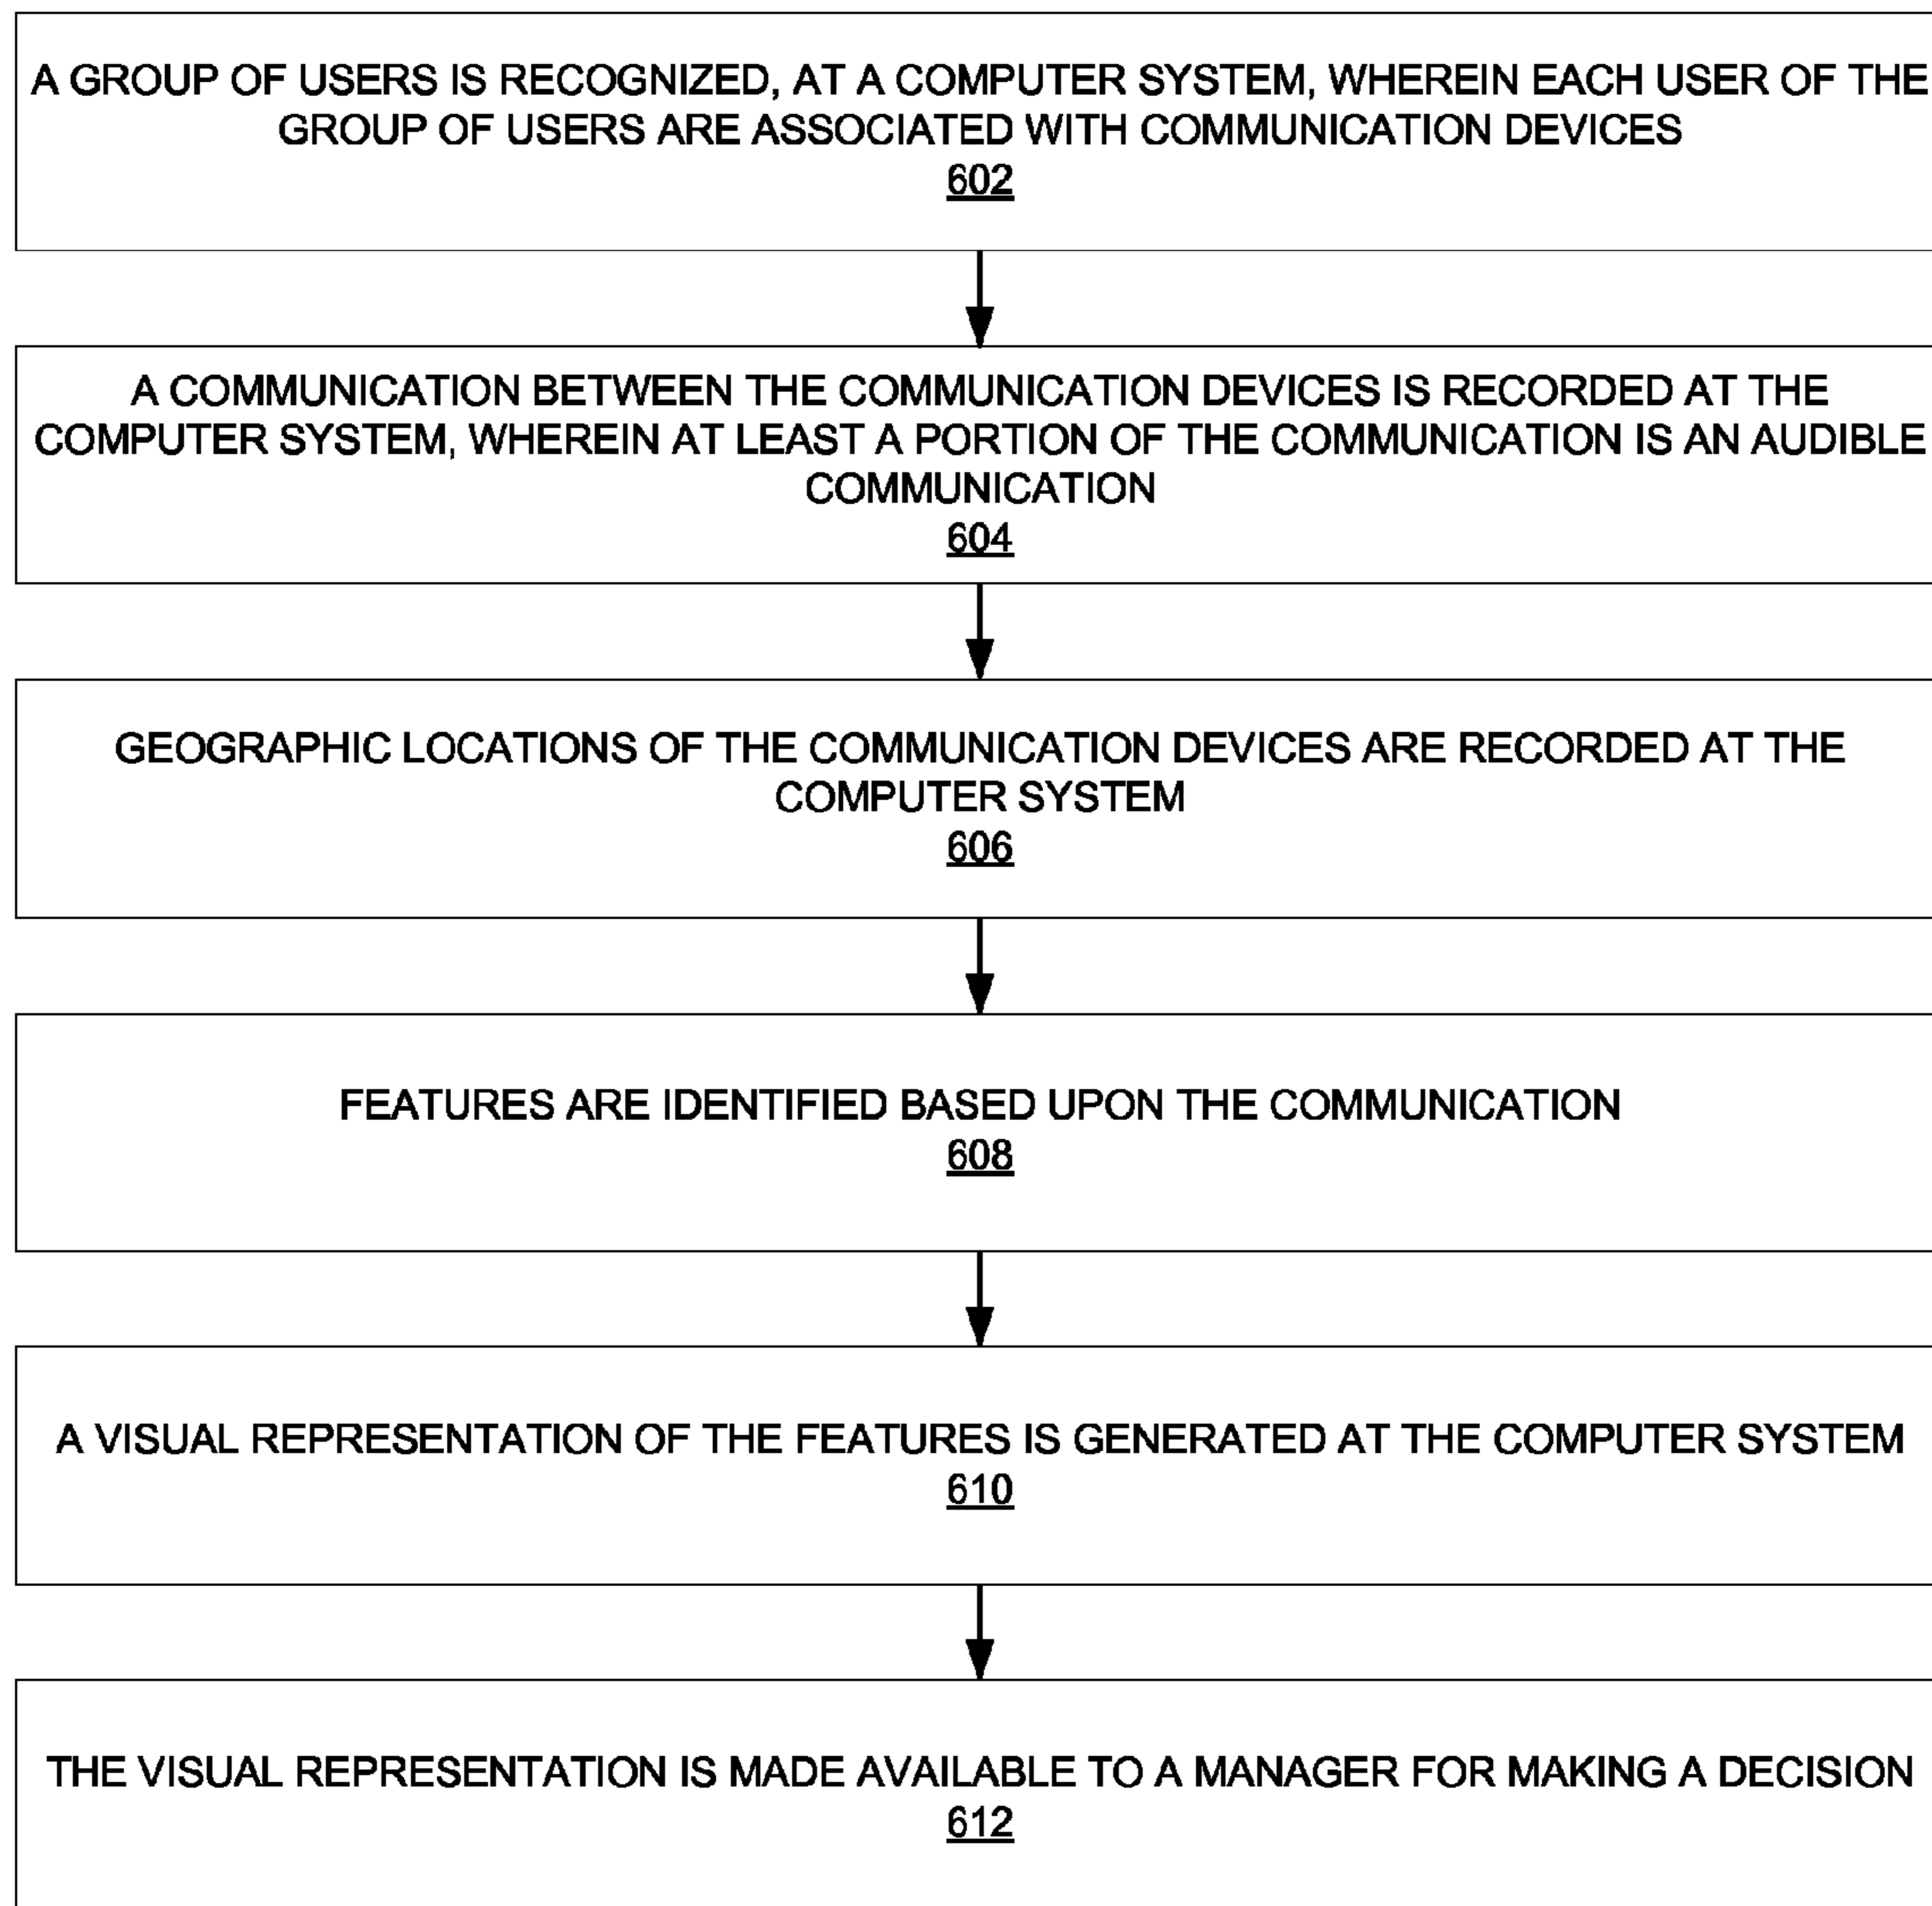 A GROUP OF USERS IS RECOGNIZED, AT A COMPUTER SYSTEM, WHEREIN EACH USER OF THE
GROUP OF USERS ARE ASSOCIATED WITH COMMUNICATION DEVICES
602
A COMMUNICATION BETWEEN THE COMMUNICATION DEVICES IS RECORDED AT THE
COMPUTER SYSTEM, WHEREIN AT LEAST A PORTION OF THE COMMUNICATION IS AN AUDIBLE
COMMUNICATION
604
GEOGRAPHIC LOCATIONS OF THE COMMUNICATION DEVICES ARE RECORDED AT THE
COMPUTER SYSTEM
606
FEATURES ARE IDENTIFIED BASED UPON THE COMMUNICATION
608
A VISUAL REPRESENTATION OF THE FEATURES IS GENERATED AT THE COMPUTER SYSTEM
610
THE VISUAL REPRESENTATION IS MADE AVAILABLE TO A MANAGER FOR MAKING A DECISION
612